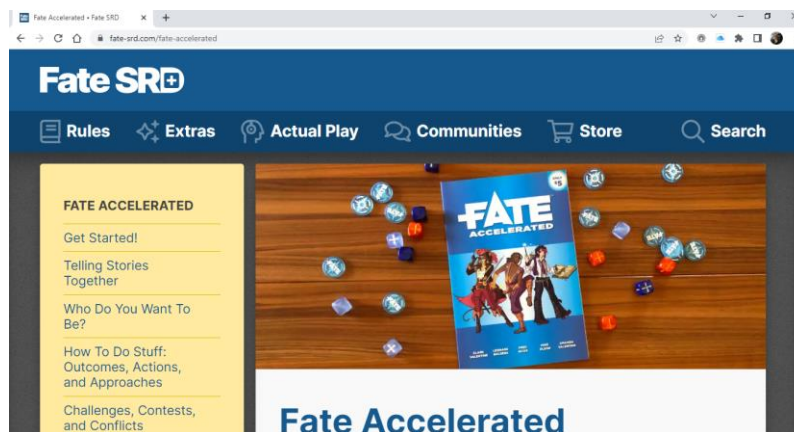 Fate Accelerated • Fate SRD
fate-srd.com/fate-accelerated
Fate SRD
Rules
Extras
Actual Play
Communities
Store
Search
FATE ACCELERATED
Get Started!
Telling Stories
Together
Who Do You Want To
Be?
How To Do Stuff:
Outcomes, Actions,
and Approaches
Challenges, Contests,
and Conflicts
$5
FATE
ACCELERATED
Fate Accelerated